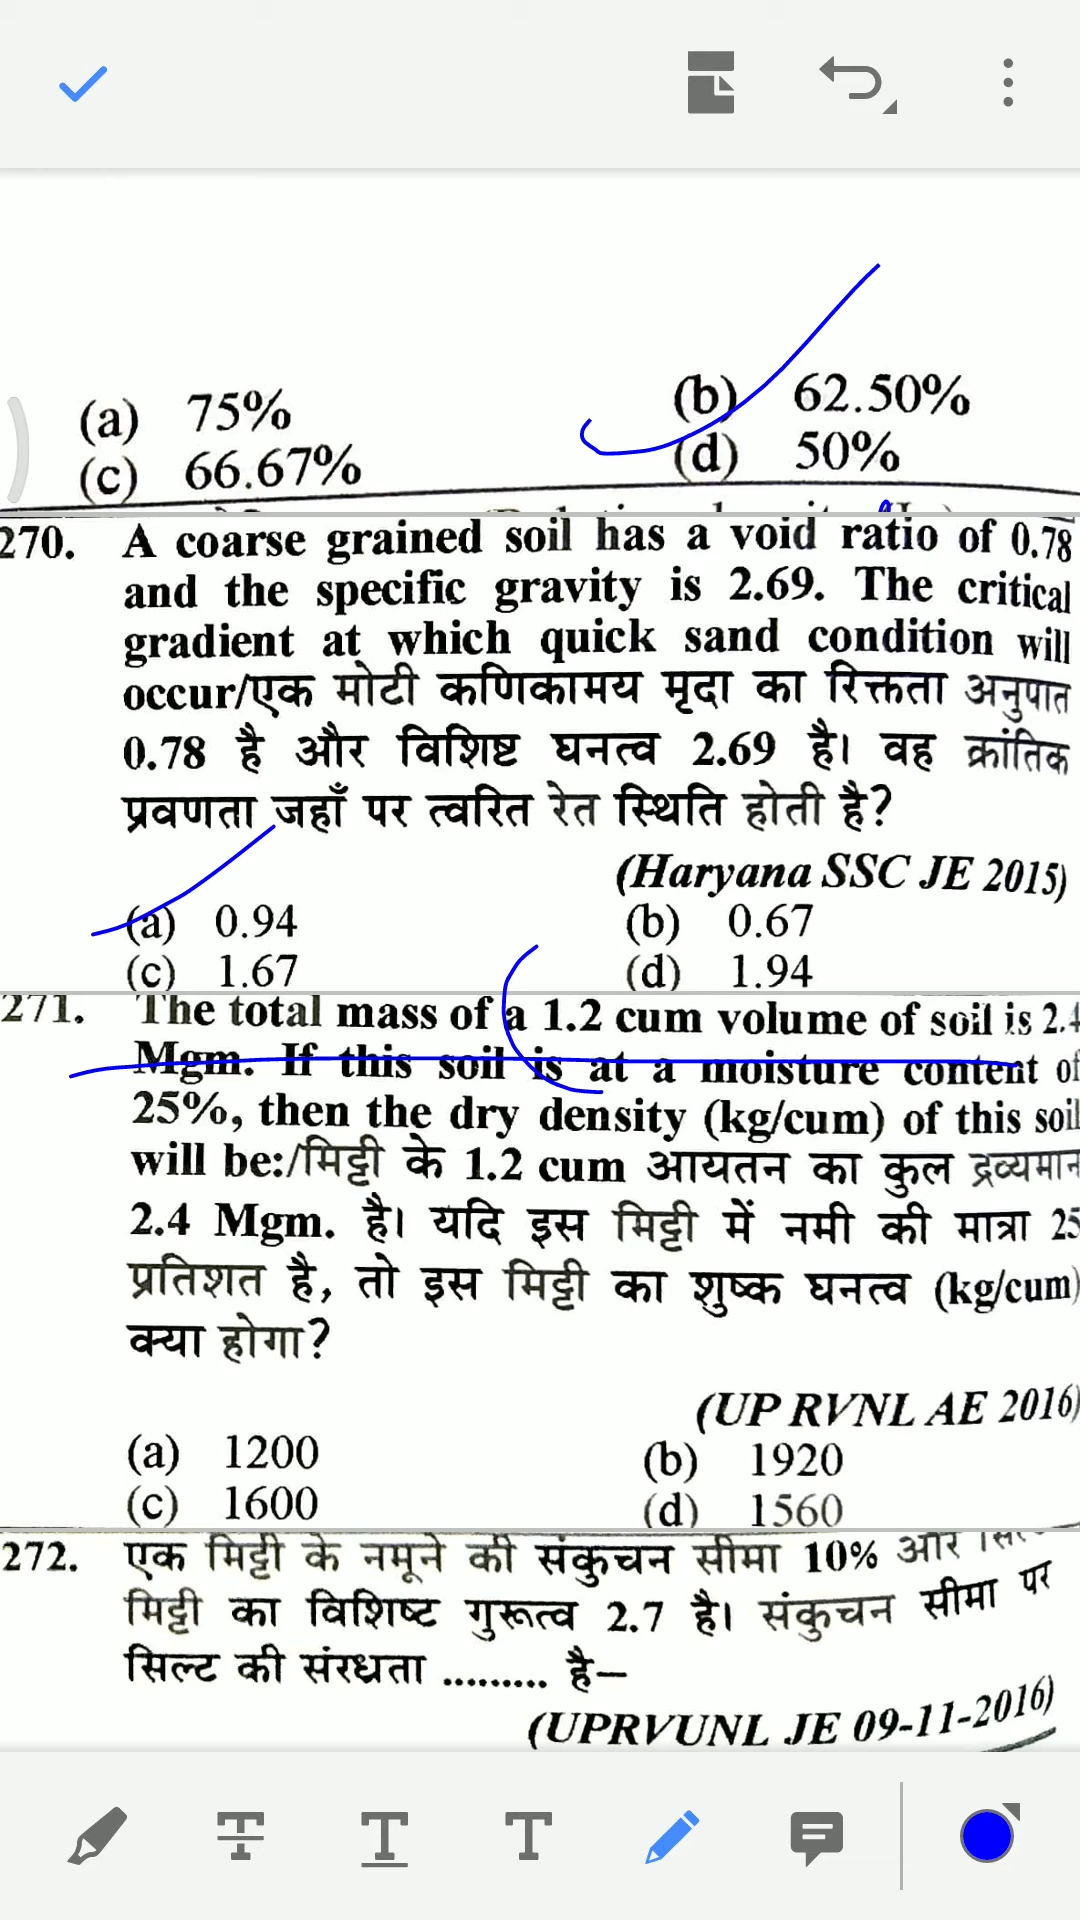 (a) 75% (b) 62.50%
(c) 66.67% (d) 50%
270. A coarse grained soil has a void ratio of 0.78
and the specific gravity is 2.69. The critical
gradient at which quick sand condition will
occur/एक मोटी कणिकामय मृदा का रिक्तता अनुपात
0.78 है और विशिष्ट घनत्व 2.69 है। वह क्रांतिक
प्रवणता जहाँ पर त्वरित रेत स्थिति होती है?
(Haryana SSC JE 2015)
(a) 0.94 (b) 0.67
(c) 1.67 (d) 1.94
271. The total mass of a 1.2 cum volume of soil is 2.4
Mgm. If this soil is at a moisture content of
25%, then the dry density (kg/cum) of this soil
will be:/मिट्टी के 1.2 cum आयतन का कुल द्रव्यमान
2.4 Mgm. है। यदि इस मिट्टी में नमी की मात्रा 25
प्रतिशत है, तो इस मिट्टी का शुष्क घनत्व (kg/cum)
क्या होगा?
(UP RVNL AE 2016)
(a) 1200 (b) 1920
(c) 1600 (d) 1560
272. एक मिट्टी के नमूने की संकुचन सीमा 10% और
मिट्टी का विशिष्ट गुरूत्व 2.7 है। संकुचन सीमा पर
सिल्ट की संरध्रता ......... है–
(UPRVUNL JE 09-11-2016)